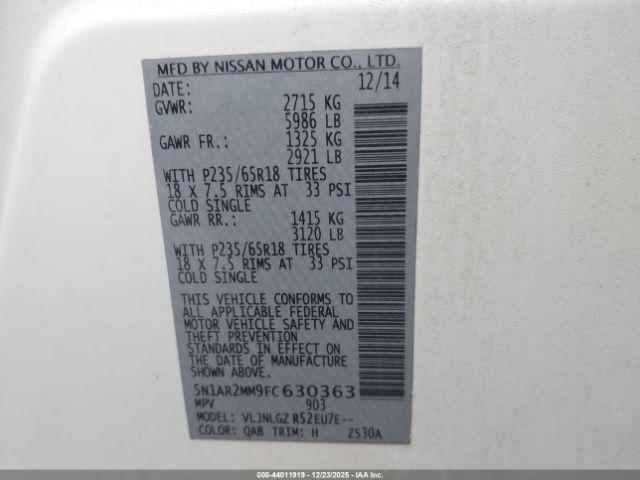 MFD BY NISSAN MOTOR CO., LTD.
DATE: 12/14
GVWR: 2715 KG
5986 LB
GAWR FR.: 1325 KG
2921 LB
WITH P235/65R18 TIRES
18 X 7.5 RIMS AT 33 PSI
COLD SINGLE
GAWR RR.: 1415 KG
3120 LB
WITH P235/65R18 TIRES
18 X 7.5 RIMS AT 33 PSI
COLD SINGLE
THIS VEHICLE CONFORMS TO
ALL APPLICABLE FEDERAL
MOTOR VEHICLE SAFETY AND
THEFT PREVENTION
STANDARDS IN EFFECT ON
THE DATE OF MANUFACTURE
SHOWN ABOVE.
5N1AR2MM9FC630363
MPV 903
MODEL: VLJNLGZ R52EU7E--
COLOR: QAB TRIM: H ZS30A
000-44011919 - 12/23/2025 - © IAA Holdings, LLC